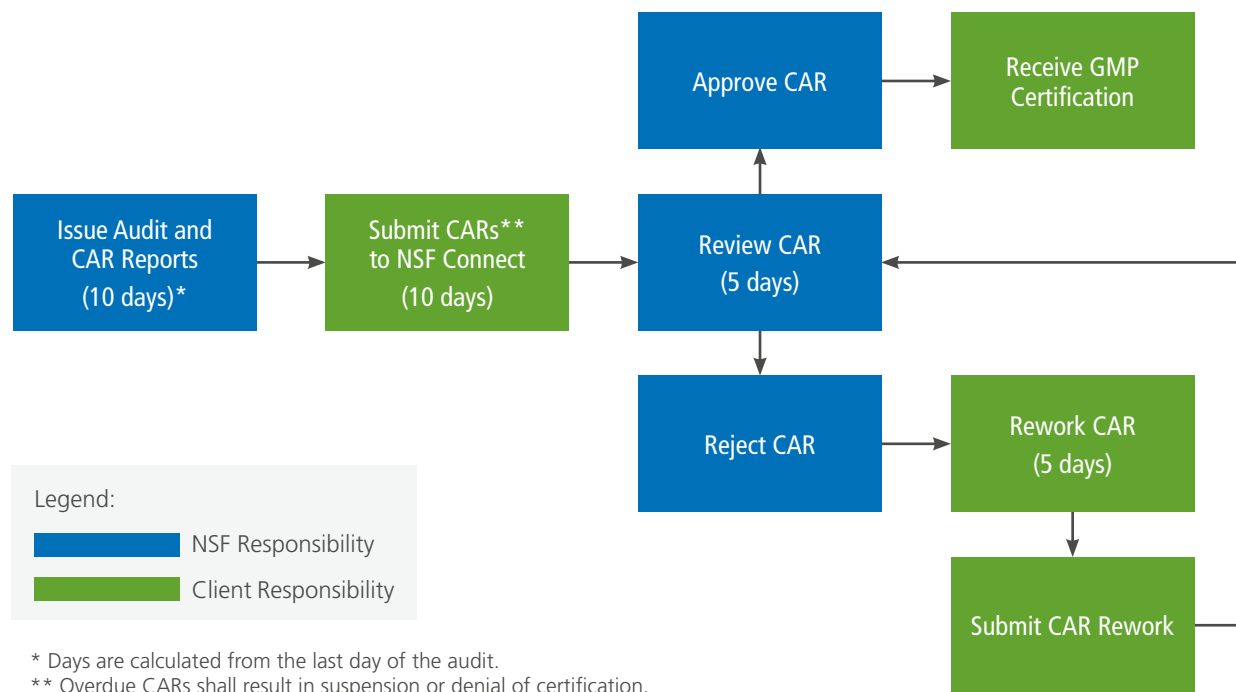 Approve CAR
Receive GMP
Certification
Issue Audit and
CAR Reports
(10 days)*
Submit CARs**
to NSF Connect
(10 days)
Review CAR
(5 days)
Reject CAR
Rework CAR
(5 days)
Submit CAR Rework
Legend:
NSF Responsibility
Client Responsibility
* Days are calculated from the last day of the audit.
** Overdue CARs shall result in suspension or denial of certification.